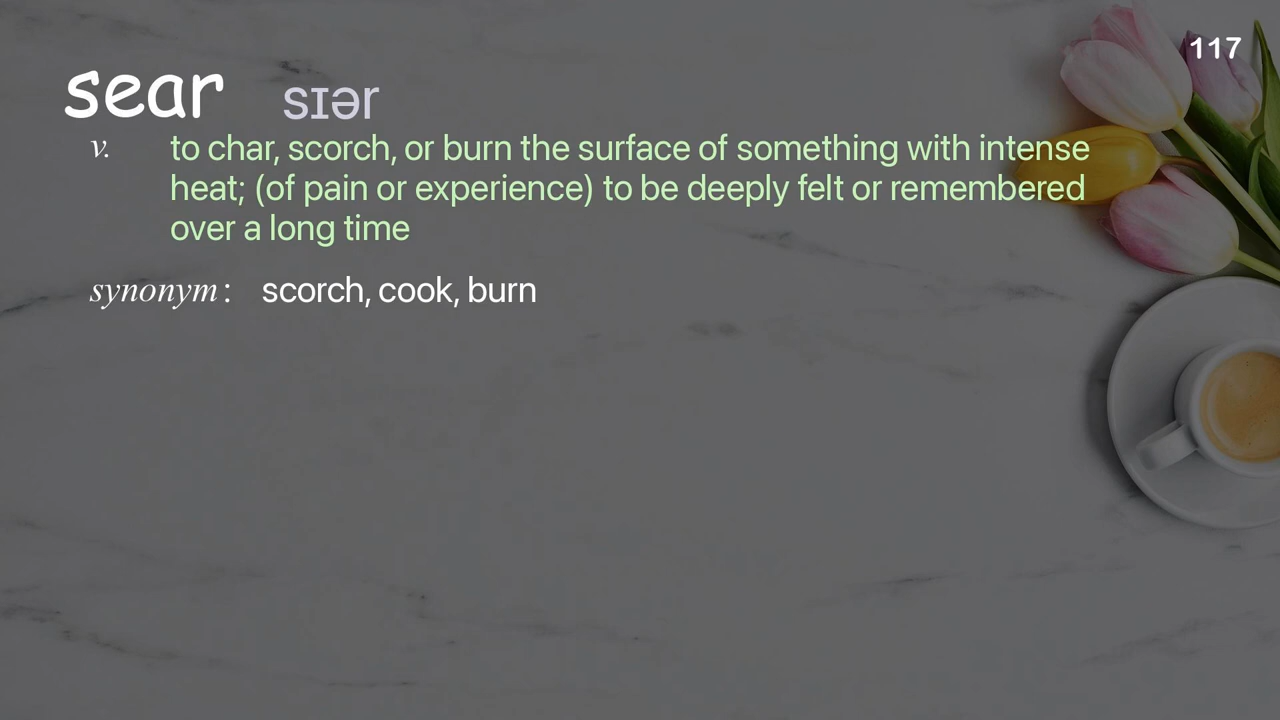 117
sear sɪər
v. to char, scorch, or burn the surface of something with intense
heat; (of pain or experience) to be deeply felt or remembered
over a long time
synonym : scorch, cook, burn